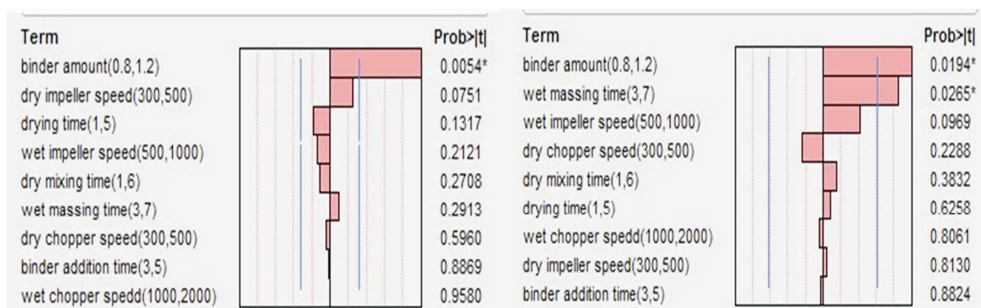 Term Prob>|t|
binder amount(0.8,1.2) 0.0054*
dry impeller speed(300,500) 0.0751
drying time(1,5) 0.1317
wet impeller speed(500,1000) 0.2121
dry mixing time(1,6) 0.2708
wet massing time(3,7) 0.2913
dry chopper speed(300,500) 0.5960
binder addition time(3,5) 0.8869
wet chopper spedd(1000,2000) 0.9580
Term Prob>|t|
binder amount(0.8,1.2) 0.0194*
wet massing time(3,7) 0.0265*
wet impeller speed(500,1000) 0.0969
dry chopper speed(300,500) 0.2288
dry mixing time(1,6) 0.3832
drying time(1,5) 0.6258
wet chopper spedd(1000,2000) 0.8061
dry impeller speed(300,500) 0.8130
binder addition time(3,5) 0.8824